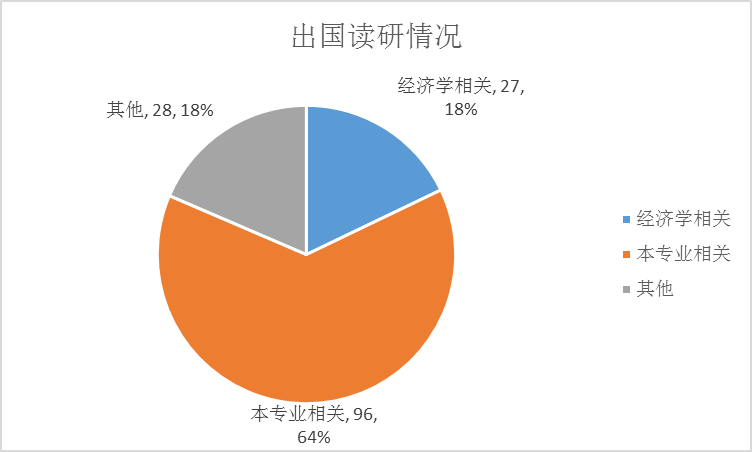 出国读研情况
其他, 28, 18%
经济学相关, 27,
18%
经济学相关
本专业相关
其他
本专业相关, 96,
64%